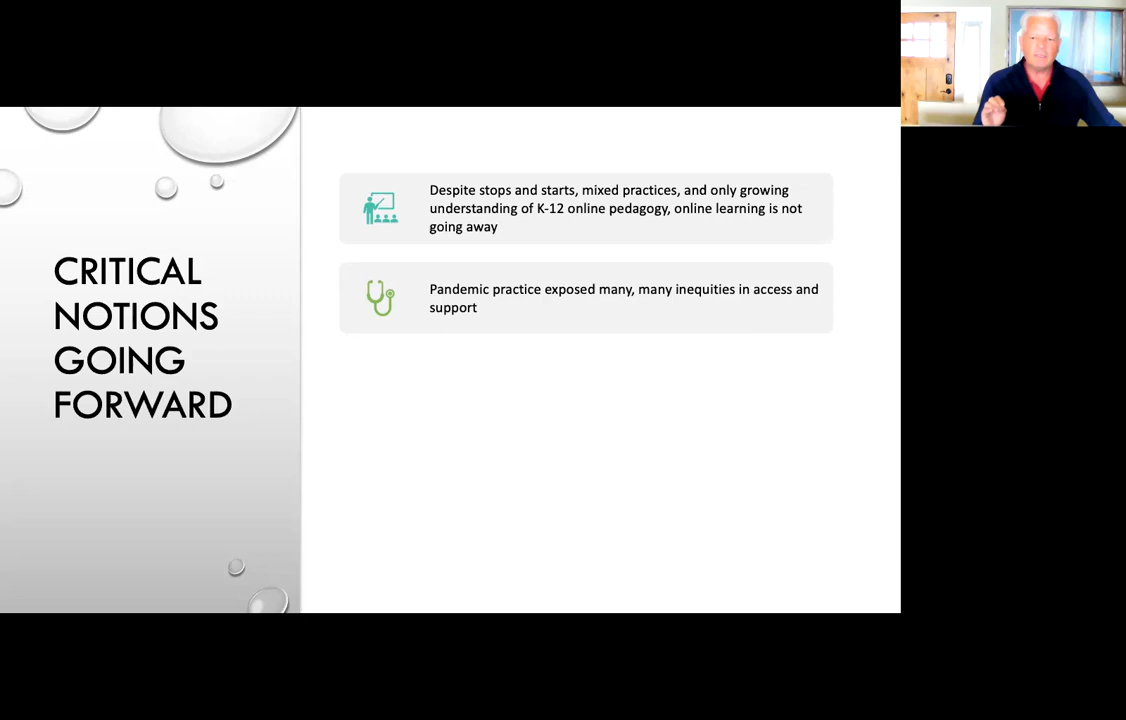 CRITICAL
NOTIONS
GOING
FORWARD
Despite stops and starts, mixed practices, and only growing
understanding of K-12 online pedagogy, online learning is not
going away
Pandemic practice exposed many, many inequities in access and
support